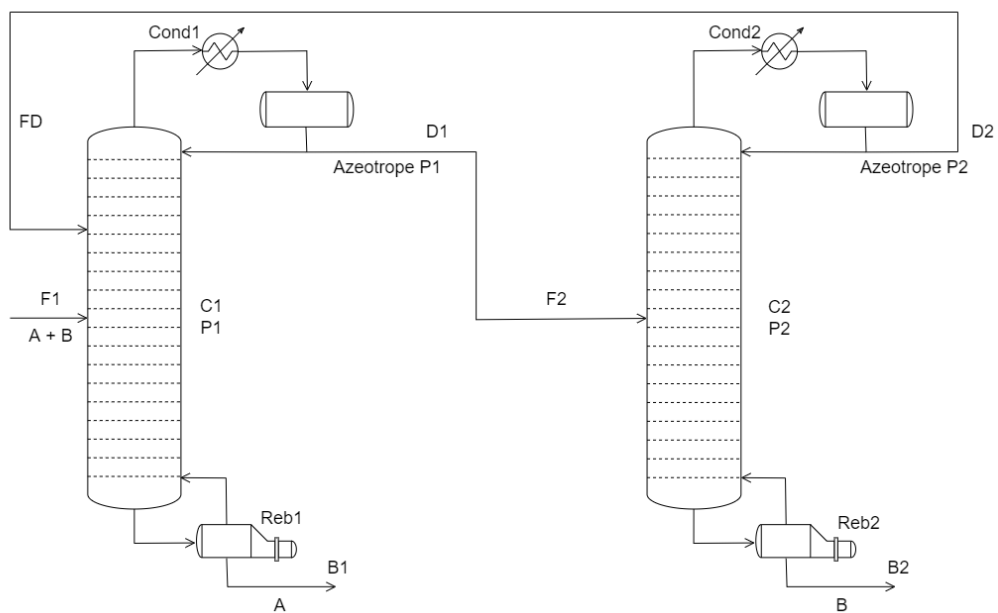 Cond1
Cond2
FD
D1
D2
Azeotrope P1
Azeotrope P2
F1
A + B
C1
P1
F2
C2
P2
Reb1
Reb2
B1
A
B2
B